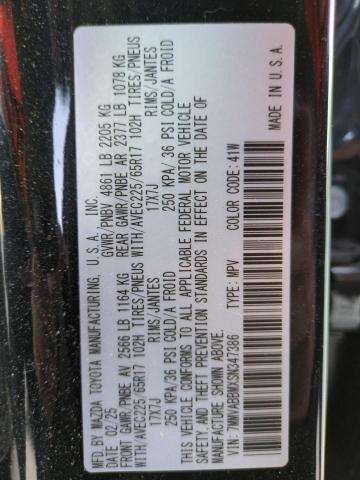 MFD BY MAZDA TOYOTA MANUFACTURING, U.S.A., INC.
DATE 02.25 GVWR/PNBV 4861 LB 2205 KG
FRONT GAWR/PNBE AV 2566 LB 1164 KG REAR GAWR/PNBE AR 2377 LB 1078 KG
WITH/AVEC225/65R17 102H TIRES/PNEUS WITH/AVEC225/65R17 102H TIRES/PNEUS
17X7J RIMS/JANTES 17X7J RIMS/JANTES
250 KPA/36 PSI COLD/A FROID 250 KPA/ 36 PSI COLD/A FROID
THIS VEHICLE CONFORMS TO ALL APPLICABLE FEDERAL MOTOR VEHICLE
SAFETY AND THEFT PREVENTION STANDARDS IN EFFECT ON THE DATE OF
MANUFACTURE SHOWN ABOVE.
VIN: 7MMVABBMXSN347386 TYPE: MPV COLOR CODE: 41W
MADE IN U.S.A.